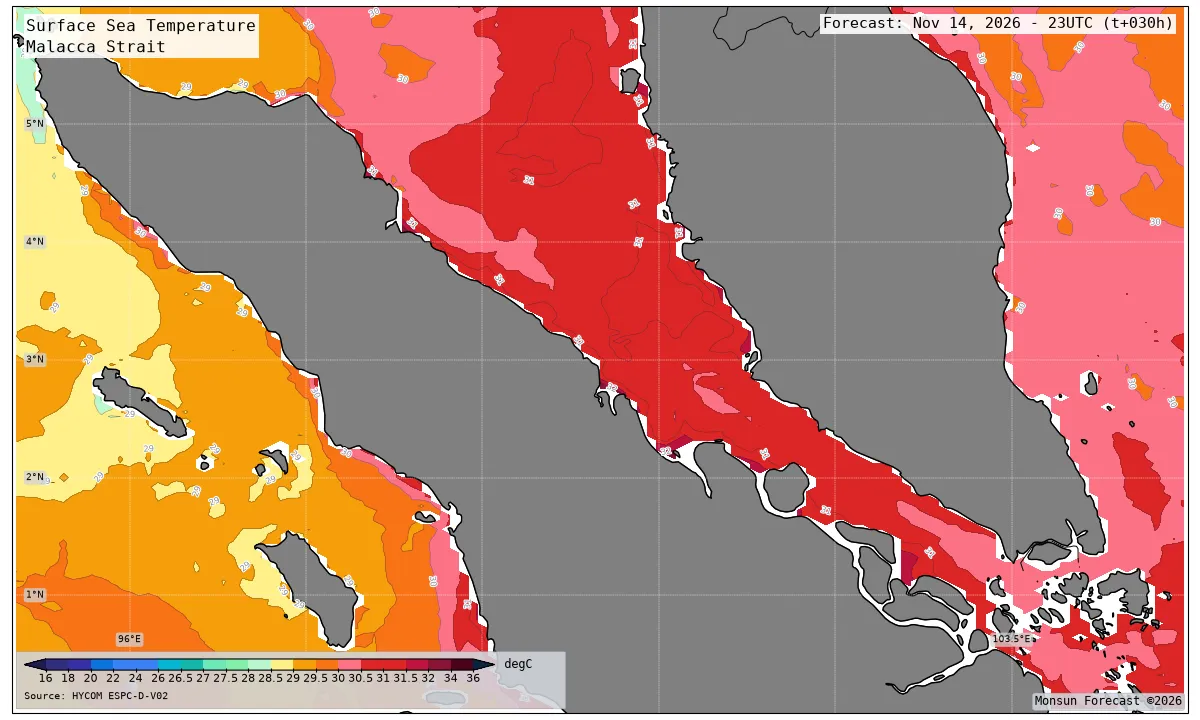 Surface Sea Temperature
Malacca Strait
Forecast: Nov 14, 2026 - 23UTC (t+030h)
5°N
4°N
3°N
2°N
1°N
96°E
103.5°E
degC
16 18 20 22 24 26 26.5 27 27.5 28 28.5 29 29.5 30 30.5 31 31.5 32 34 36
Source: HYCOM ESPC-D-V02
Monsun Forecast ©2026